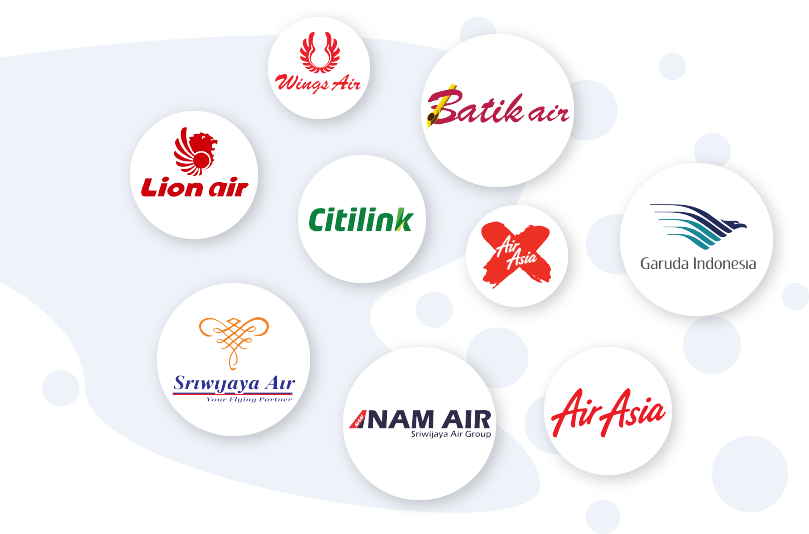 Wings Air
Batik air
Lion air
Citilink
Air
Asia
Garuda Indonesia
Sriwijaya Air
Your Flying Partner
NAM AIR
Sriwijaya Air Group
AirAsia